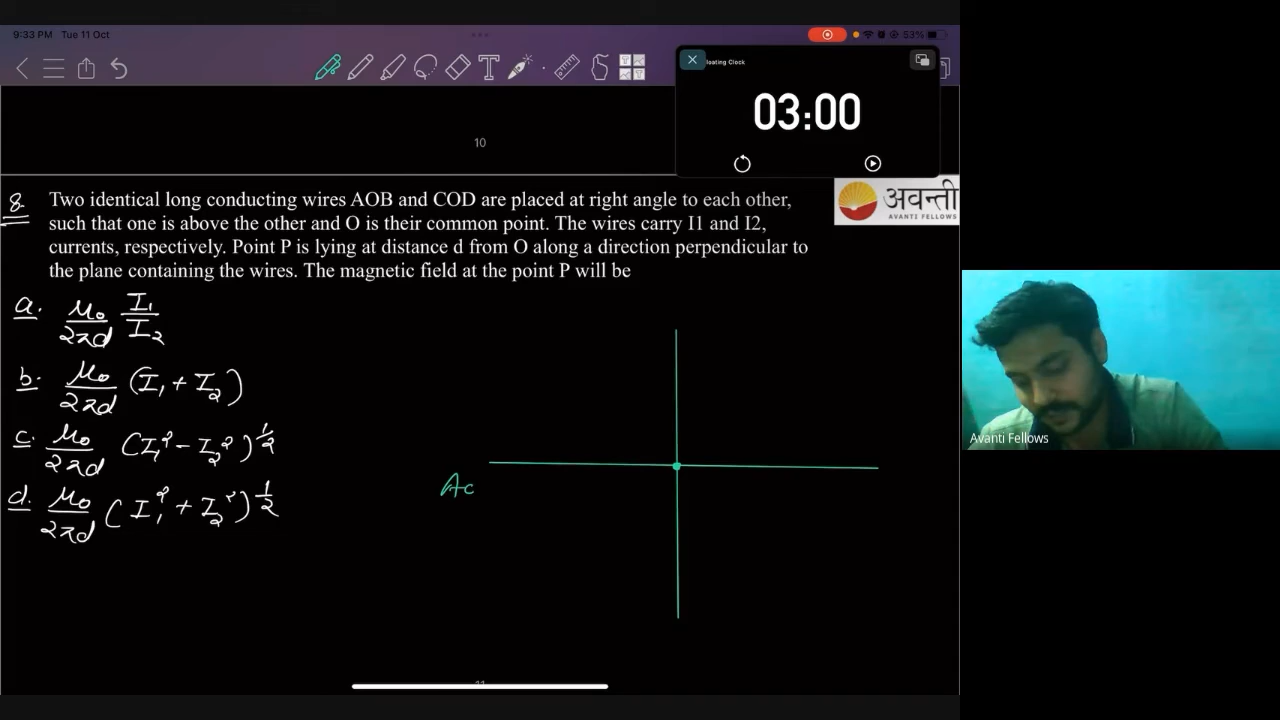 9:33 PM Tue 11 Oct
53%
loating Clock
03:00
10
अवन्ती
AVANTI FELLOWS
8. Two identical long conducting wires AOB and COD are placed at right angle to each other,
such that one is above the other and O is their common point. The wires carry I1 and I2,
currents, respectively. Point P is lying at distance d from O along a direction perpendicular to
the plane containing the wires. The magnetic field at the point P will be
a. μ₀/2πd I₁/I₂
b. μ₀/2πd (I₁ + I₂)
c. μ₀/2πd (I₁² - I₂²)^1/2
d. μ₀/2πd (I₁² + I₂²)^1/2
Ac
Avanti Fellows